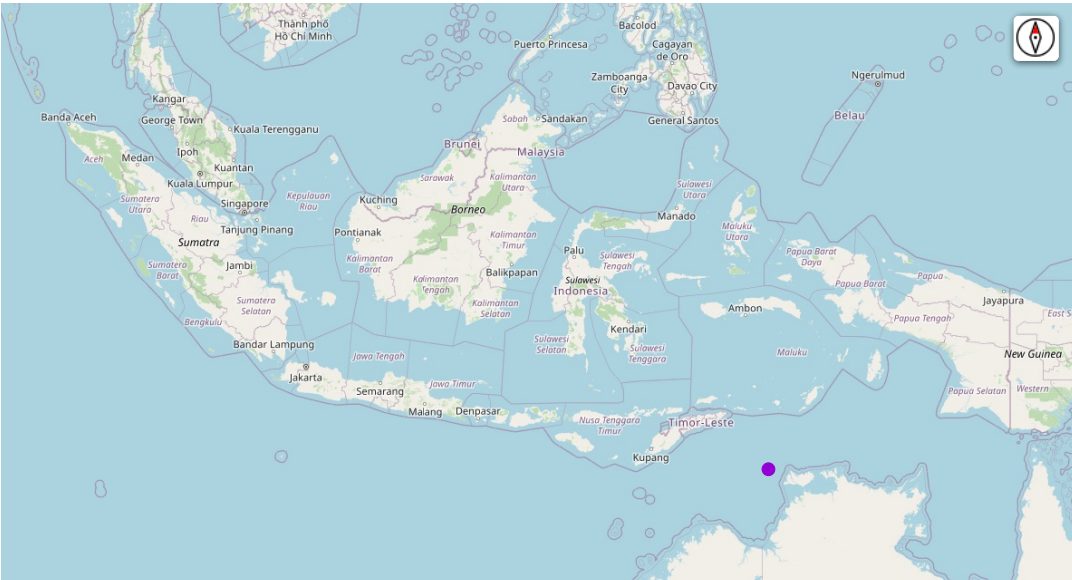 Thành phố
Hồ Chí Minh
Bacolod
Puerto Princesa
Cagayan
de Oro
Zamboanga
City
Davao City
Ngerulmud
Kangar
Banda Aceh
George Town
Kuala Terengganu
Sabah
Sandakan
General Santos
Belau
Ipoh
Brunei
Malaysia
Aceh
Medan
Kuantan
Kuala Lumpur
Sarawak
Kalimantan
Utara
Sulawesi
Utara
Sumatera
Utara
Singapore
Kepulauan
Riau
Kuching
Borneo
Manado
Riau
Tanjung Pinang
Pontianak
Kalimantan
Timur
Maluku
Utara
Sumatra
Palu
Papua Barat
Daya
Sumatera
Barat
Jambi
Kalimantan
Barat
Balikpapan
Sulawesi
Tengah
Kalimantan
Tengah
Sulawesi
Indonesia
Papua Barat
Papua
Sumatera
Selatan
Kalimantan
Selatan
Ambon
Jayapura
Bengkulu
Kendari
Papua Tengah
East S
Bandar Lampung
Jawa Tengah
Sulawesi
Selatan
Sulawesi
Tenggara
Maluku
New Guinea
Jakarta
Semarang
Jawa Timur
Papua Selatan
Western
Malang
Denpasar
Nusa Tenggara
Timur
Timor-Leste
Kupang